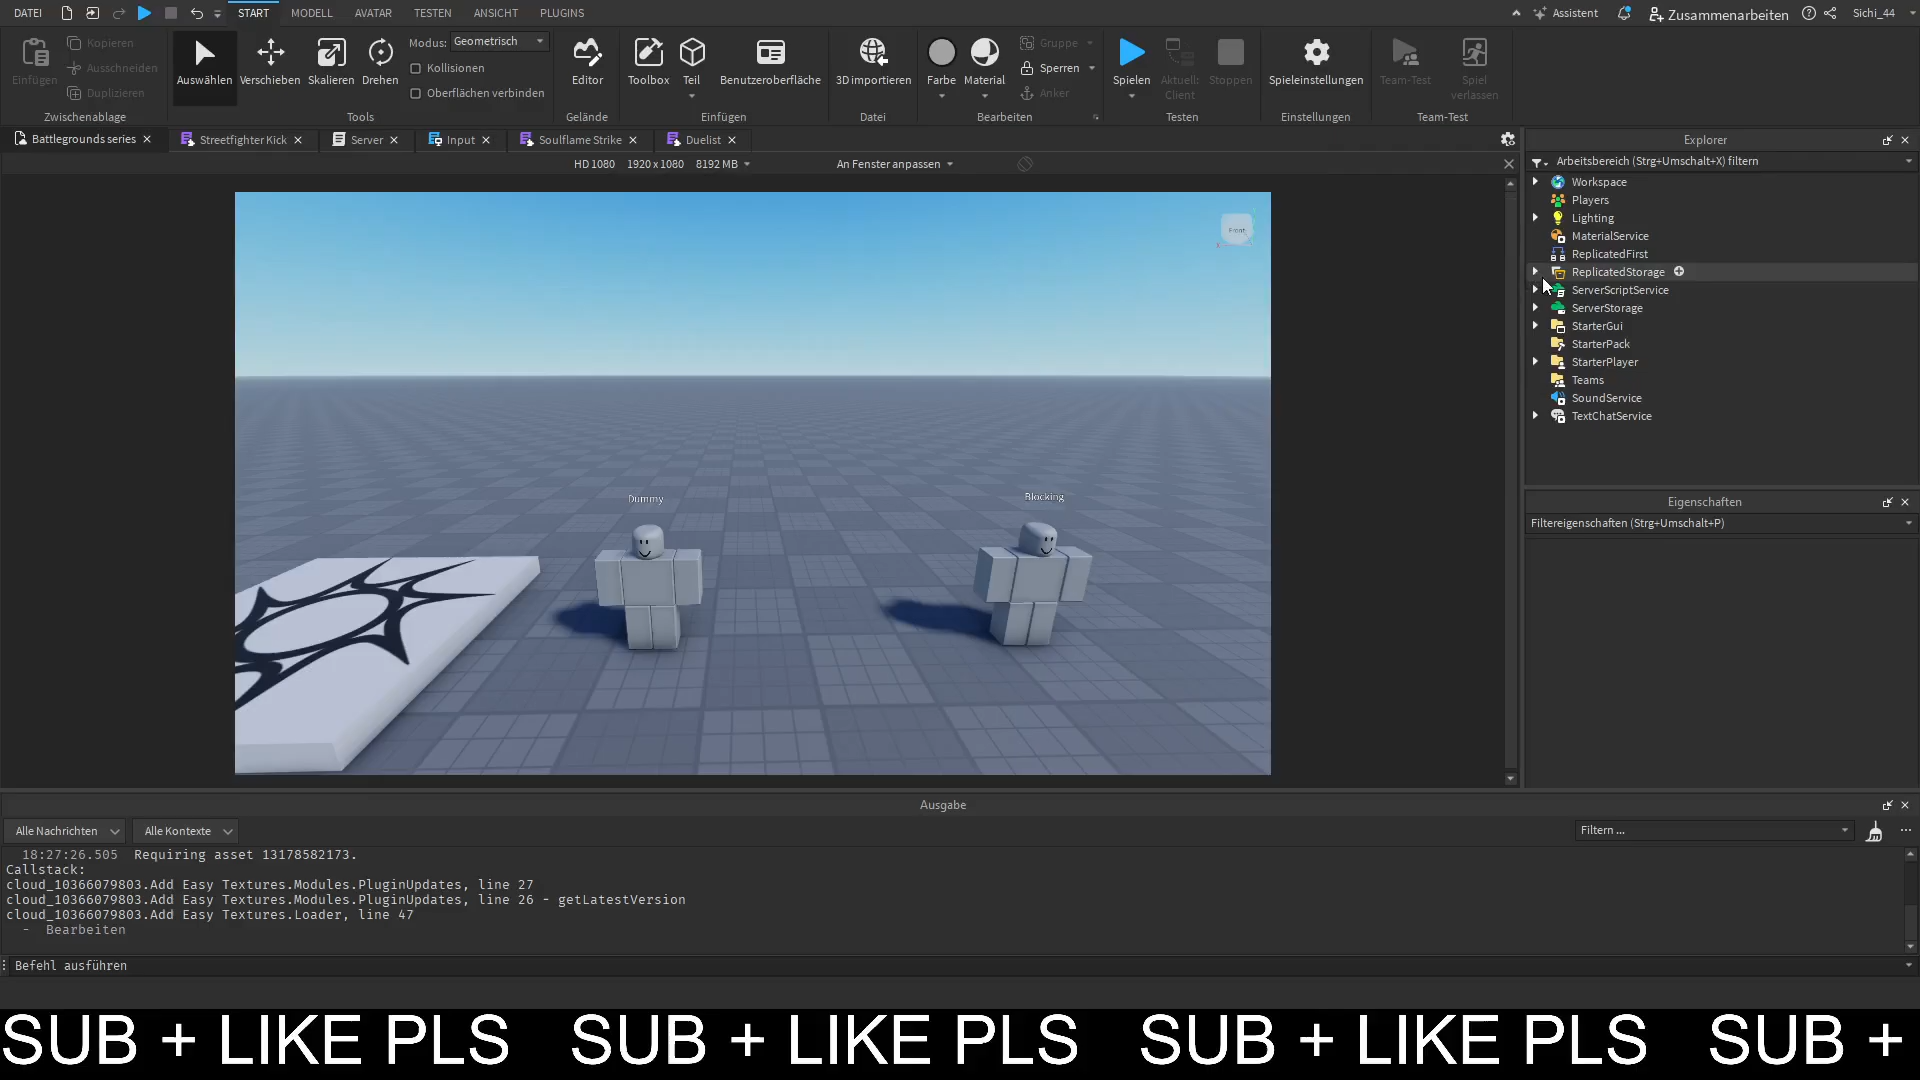 DATEI START MODELL AVATAR TESTEN ANSICHT PLUGINS Assistent Zusammenarbeiten Sichi_44
Einfügen Kopieren Ausschneiden Duplizieren
Zwischenablage
Auswählen Verschieben Skalieren Drehen
Modus: Geometrisch
Kollisionen
Oberflächen verbinden
Tools
Editor
Gelände
Toolbox Teil Benutzeroberfläche
Einfügen
3D importieren
Datei
Farbe Material
Gruppe
Sperren
Anker
Bearbeiten
Spielen Aktuell: Client Stoppen
Testen
Spieleinstellungen
Einstellungen
Team-Test Spiel verlassen
Team-Test
Battlegrounds series Streetfighter Kick Server Input Soulflame Strike Duelist
HD 1080 1920 x 1080 8192 MB An Fenster anpassen
Front
Dummy
Blocking
Explorer
Arbeitsbereich (Strg+Umschalt+X) filtern
Workspace
Players
Lighting
MaterialService
ReplicatedFirst
ReplicatedStorage
ServerScriptService
ServerStorage
StarterGui
StarterPack
StarterPlayer
Teams
SoundService
TextChatService
Eigenschaften
Filtereigenschaften (Strg+Umschalt+P)
Ausgabe
Alle Nachrichten Alle Kontexte Filtern ...
18:27:26.505 Requiring asset 13178582173.
Callstack:
cloud_10366079803.Add Easy Textures.Modules.PluginUpdates, line 27
cloud_10366079803.Add Easy Textures.Modules.PluginUpdates, line 26 - getLatestVersion
cloud_10366079803.Add Easy Textures.Loader, line 47
- Bearbeiten
Befehl ausführen
SUB + LIKE PLS SUB + LIKE PLS SUB + LIKE PLS SUB +